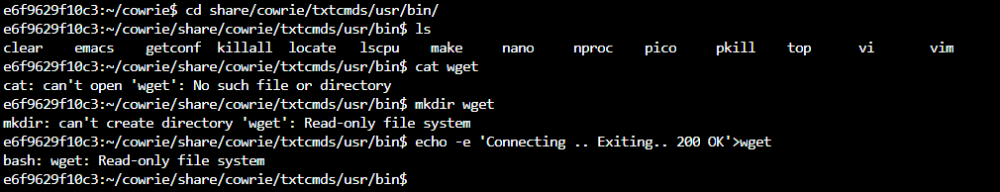 e6f9629f10c3:~/cowrie$ cd share/cowrie/txtcmds/usr/bin/
e6f9629f10c3:~/cowrie/share/cowrie/txtcmds/usr/bin$ ls
clear emacs getconf killall locate lscpu make nano nproc pico pkill top vi vim
e6f9629f10c3:~/cowrie/share/cowrie/txtcmds/usr/bin$ cat wget
cat: can't open 'wget': No such file or directory
e6f9629f10c3:~/cowrie/share/cowrie/txtcmds/usr/bin$ mkdir wget
mkdir: can't create directory 'wget': Read-only file system
e6f9629f10c3:~/cowrie/share/cowrie/txtcmds/usr/bin$ echo -e 'Connecting .. Exiting.. 200 OK'>wget
bash: wget: Read-only file system
e6f9629f10c3:~/cowrie/share/cowrie/txtcmds/usr/bin$